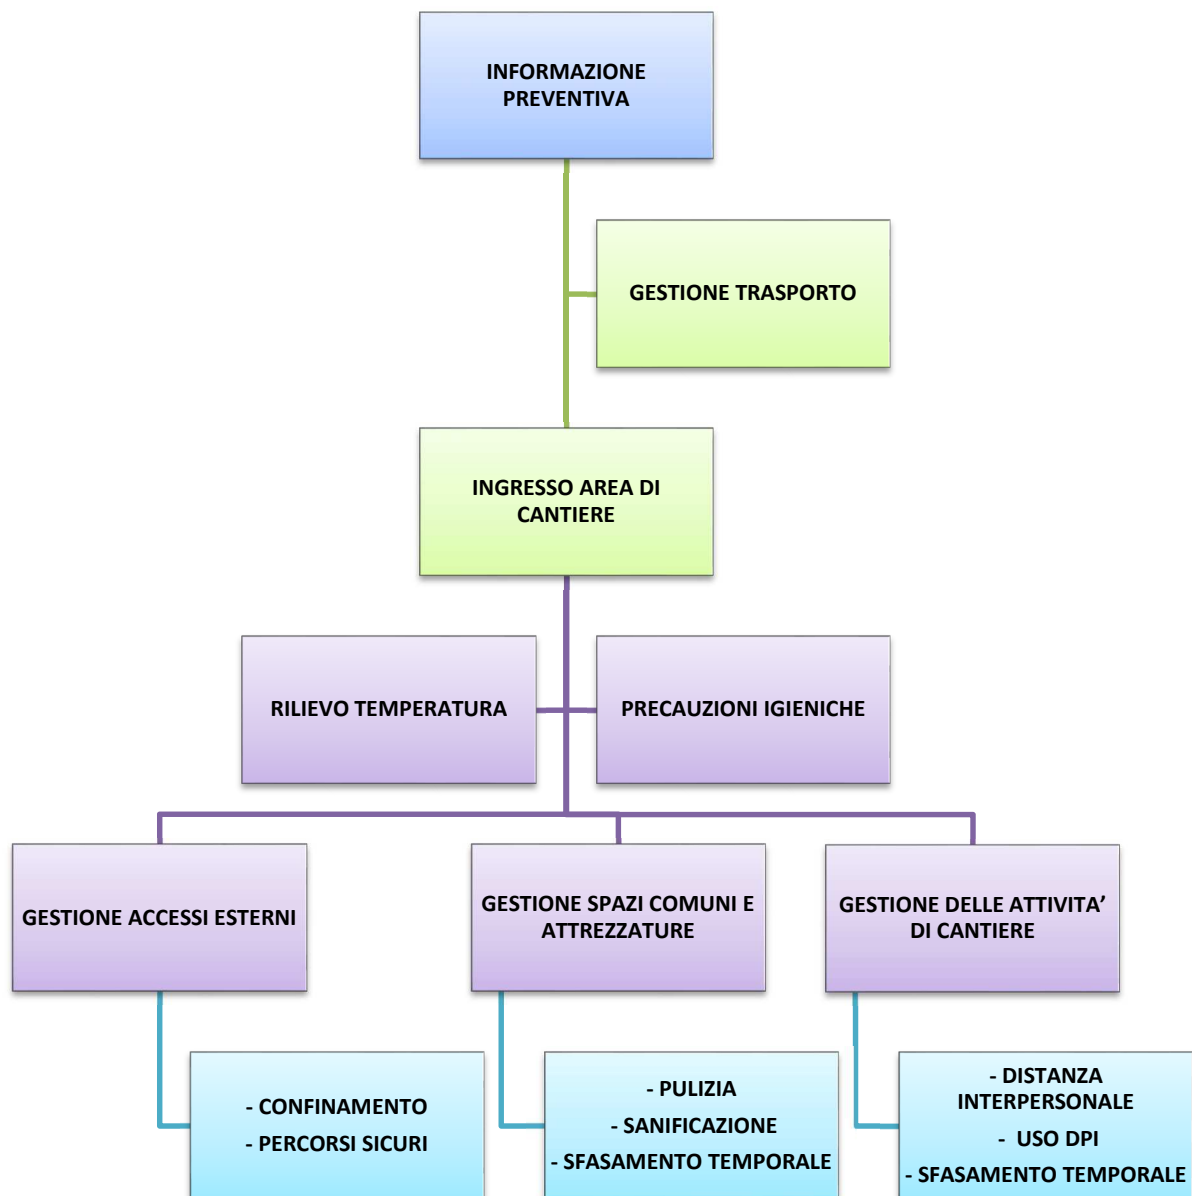 INFORMAZIONE
PREVENTIVA
GESTIONE TRASPORTO
INGRESSO AREA DI
CANTIERE
RILIEVO TEMPERATURA
PRECAUZIONI IGIENICHE
GESTIONE ACCESSI ESTERNI
GESTIONE SPAZI COMUNI E
ATTREZZATURE
GESTIONE DELLE ATTIVITA’
DI CANTIERE
- CONFINAMENTO
- PERCORSI SICURI
- PULIZIA
- SANIFICAZIONE
- SFASAMENTO TEMPORALE
- DISTANZA
INTERPERSONALE
- USO DPI
- SFASAMENTO TEMPORALE